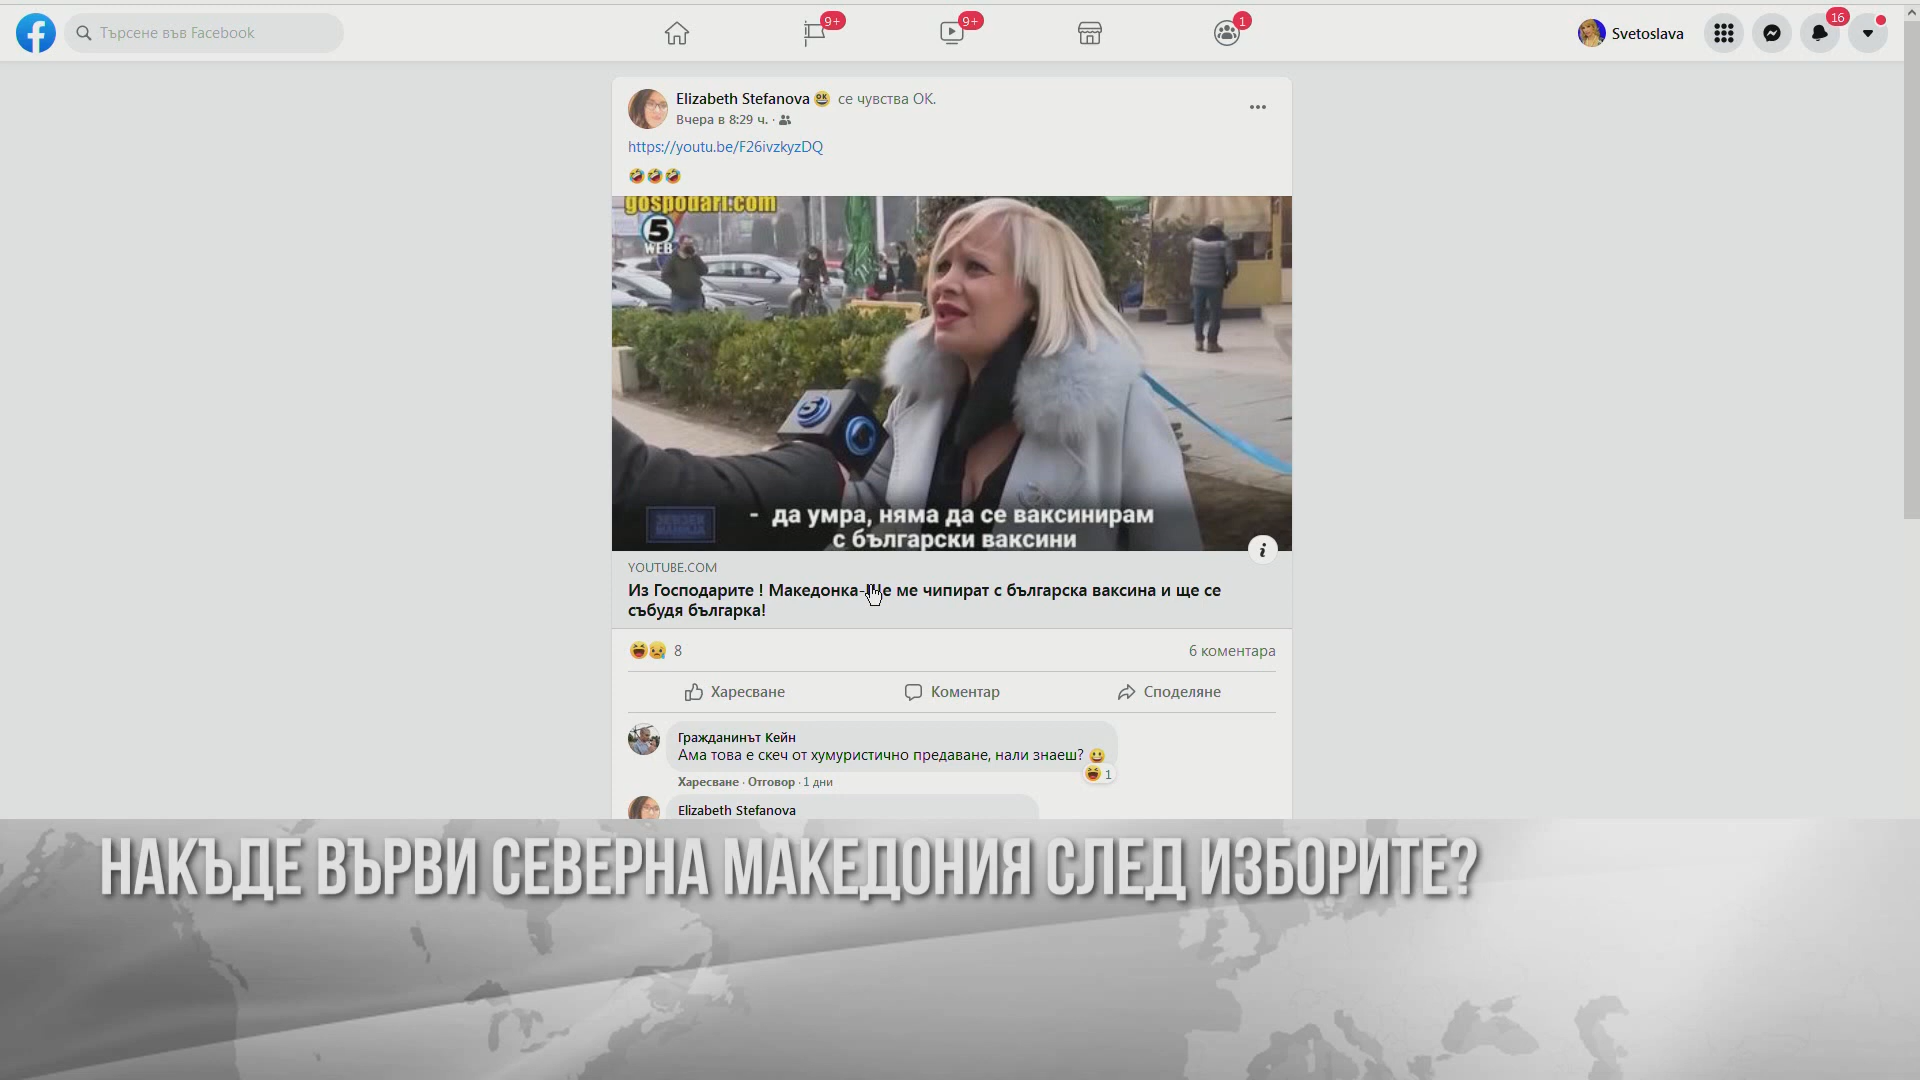 Търсене във Facebook
9+
9+
1
Svetoslava
16
Elizabeth Stefanova се чувства OK.
Вчера в 8:29 ч. ·
https://youtu.be/F26ivzkyzDQ
🤣🤣🤣
gospodari.com
5
WEB
5
- да умра, няма да се ваксинирам
с български ваксини
YOUTUBE.COM
Из Господарите ! Македонка- Ще ме чипират с българска ваксина и ще се
събудя българка!
8
6 коментара
Харесване
Коментар
Споделяне
Гражданинът Кейн
Ама това е скеч от хумуристично предаване, нали знаеш? 😀
1
Харесване · Отговор · 1 дни
Elizabeth Stefanova
НАКЪДЕ ВЪРВИ СЕВЕРНА МАКЕДОНИЯ СЛЕД ИЗБОРИТЕ?